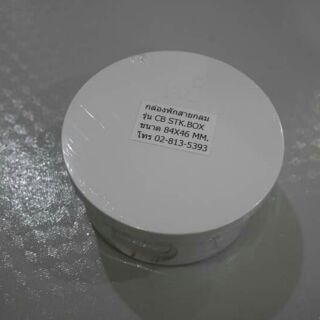 กล่องพักสายกลม
รุ่น CB STK.BOX
ขนาด 84X46 MM.
โทร 02-813-5393